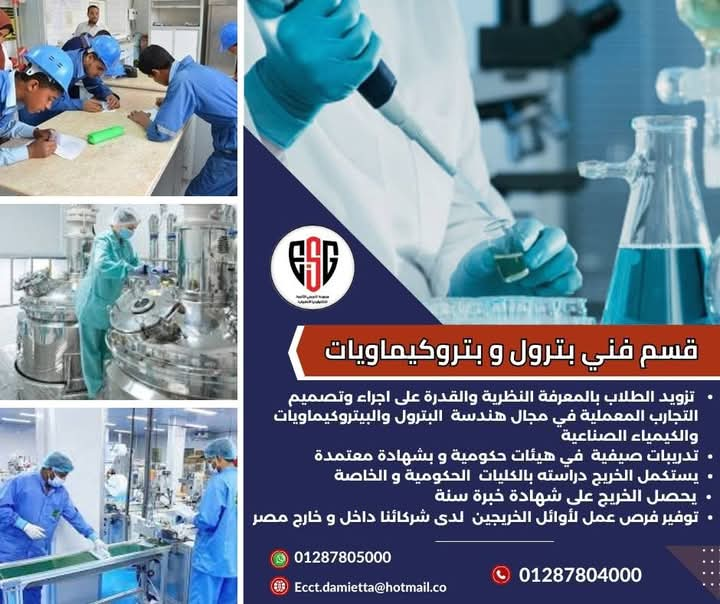 ESG
قسم فني بترول و بتروكيماويات
• تزويد الطلاب بالمعرفة النظرية والقدرة على اجراء وتصميم
التجارب المعملية في مجال هندسة البترول والبيتروكيماويات
والكيمياء الصناعية
• تدريبات صيفية في هيئات حكومية و بشهادة معتمدة
• يستكمل الخريج دراسته بالكليات الحكومية و الخاصة
• يحصل الخريج على شهادة خبرة سنة
• توفير فرص عمل لأوائل الخريجين لدى شركائنا داخل و خارج مصر
01287805000
01287804000
Ecct.damietta@hotmail.co